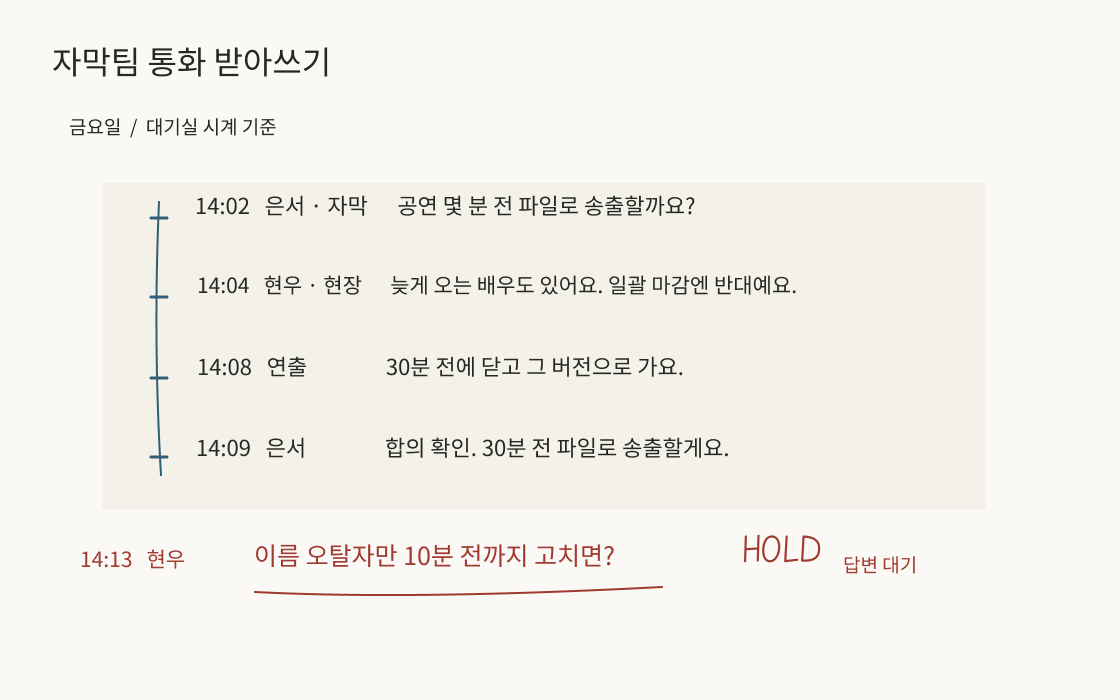 자막팀 통화 받아쓰기
금요일 / 대기실 시계 기준
14:02 은서 · 자막 공연 몇 분 전 파일로 송출할까요?
14:04 현우 · 현장 늦게 오는 배우도 있어요. 일괄 마감엔 반대예요.
14:08 연출 30분 전에 닫고 그 버전으로 가요.
14:09 은서 합의 확인. 30분 전 파일로 송출할게요.
14:13 현우 이름 오탈자만 10분 전까지 고치면? HOLD 답변 대기